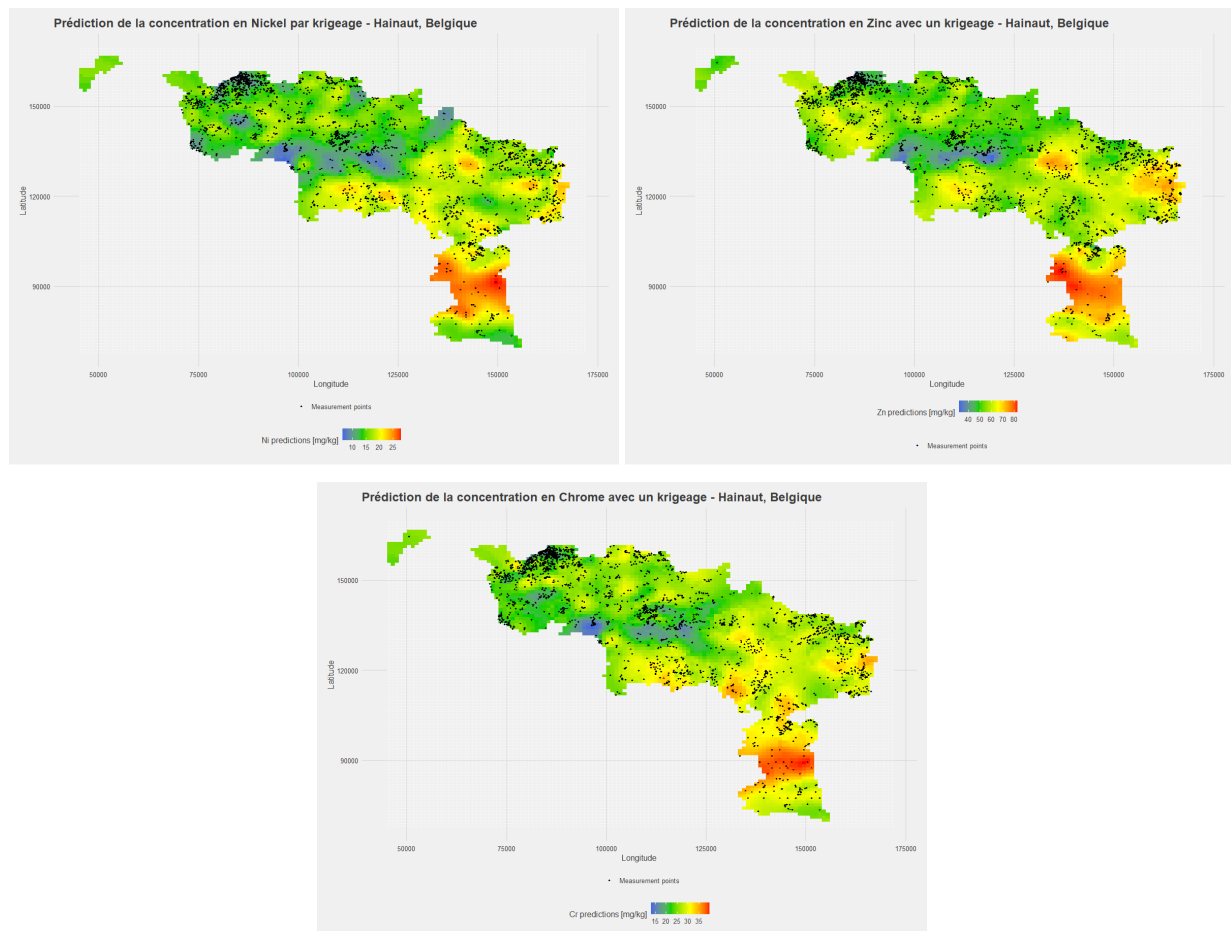 Prédiction de la concentration en Nickel par krigeage - Hainaut, Belgique
150000
120000
90000
Latitude
50000 75000 100000 125000 150000 175000
Longitude
Measurement points
Ni predictions [mg/kg]
10 15 20 25
Prédiction de la concentration en Zinc avec un krigeage - Hainaut, Belgique
150000
120000
90000
Latitude
50000 75000 100000 125000 150000 175000
Longitude
Zn predictions [mg/kg]
40 50 60 70 80
Measurement points
Prédiction de la concentration en Chrome avec un krigeage - Hainaut, Belgique
150000
120000
90000
Latitude
50000 75000 100000 125000 150000 175000
Longitude
Measurement points
Cr predictions [mg/kg]
15 20 25 30 35